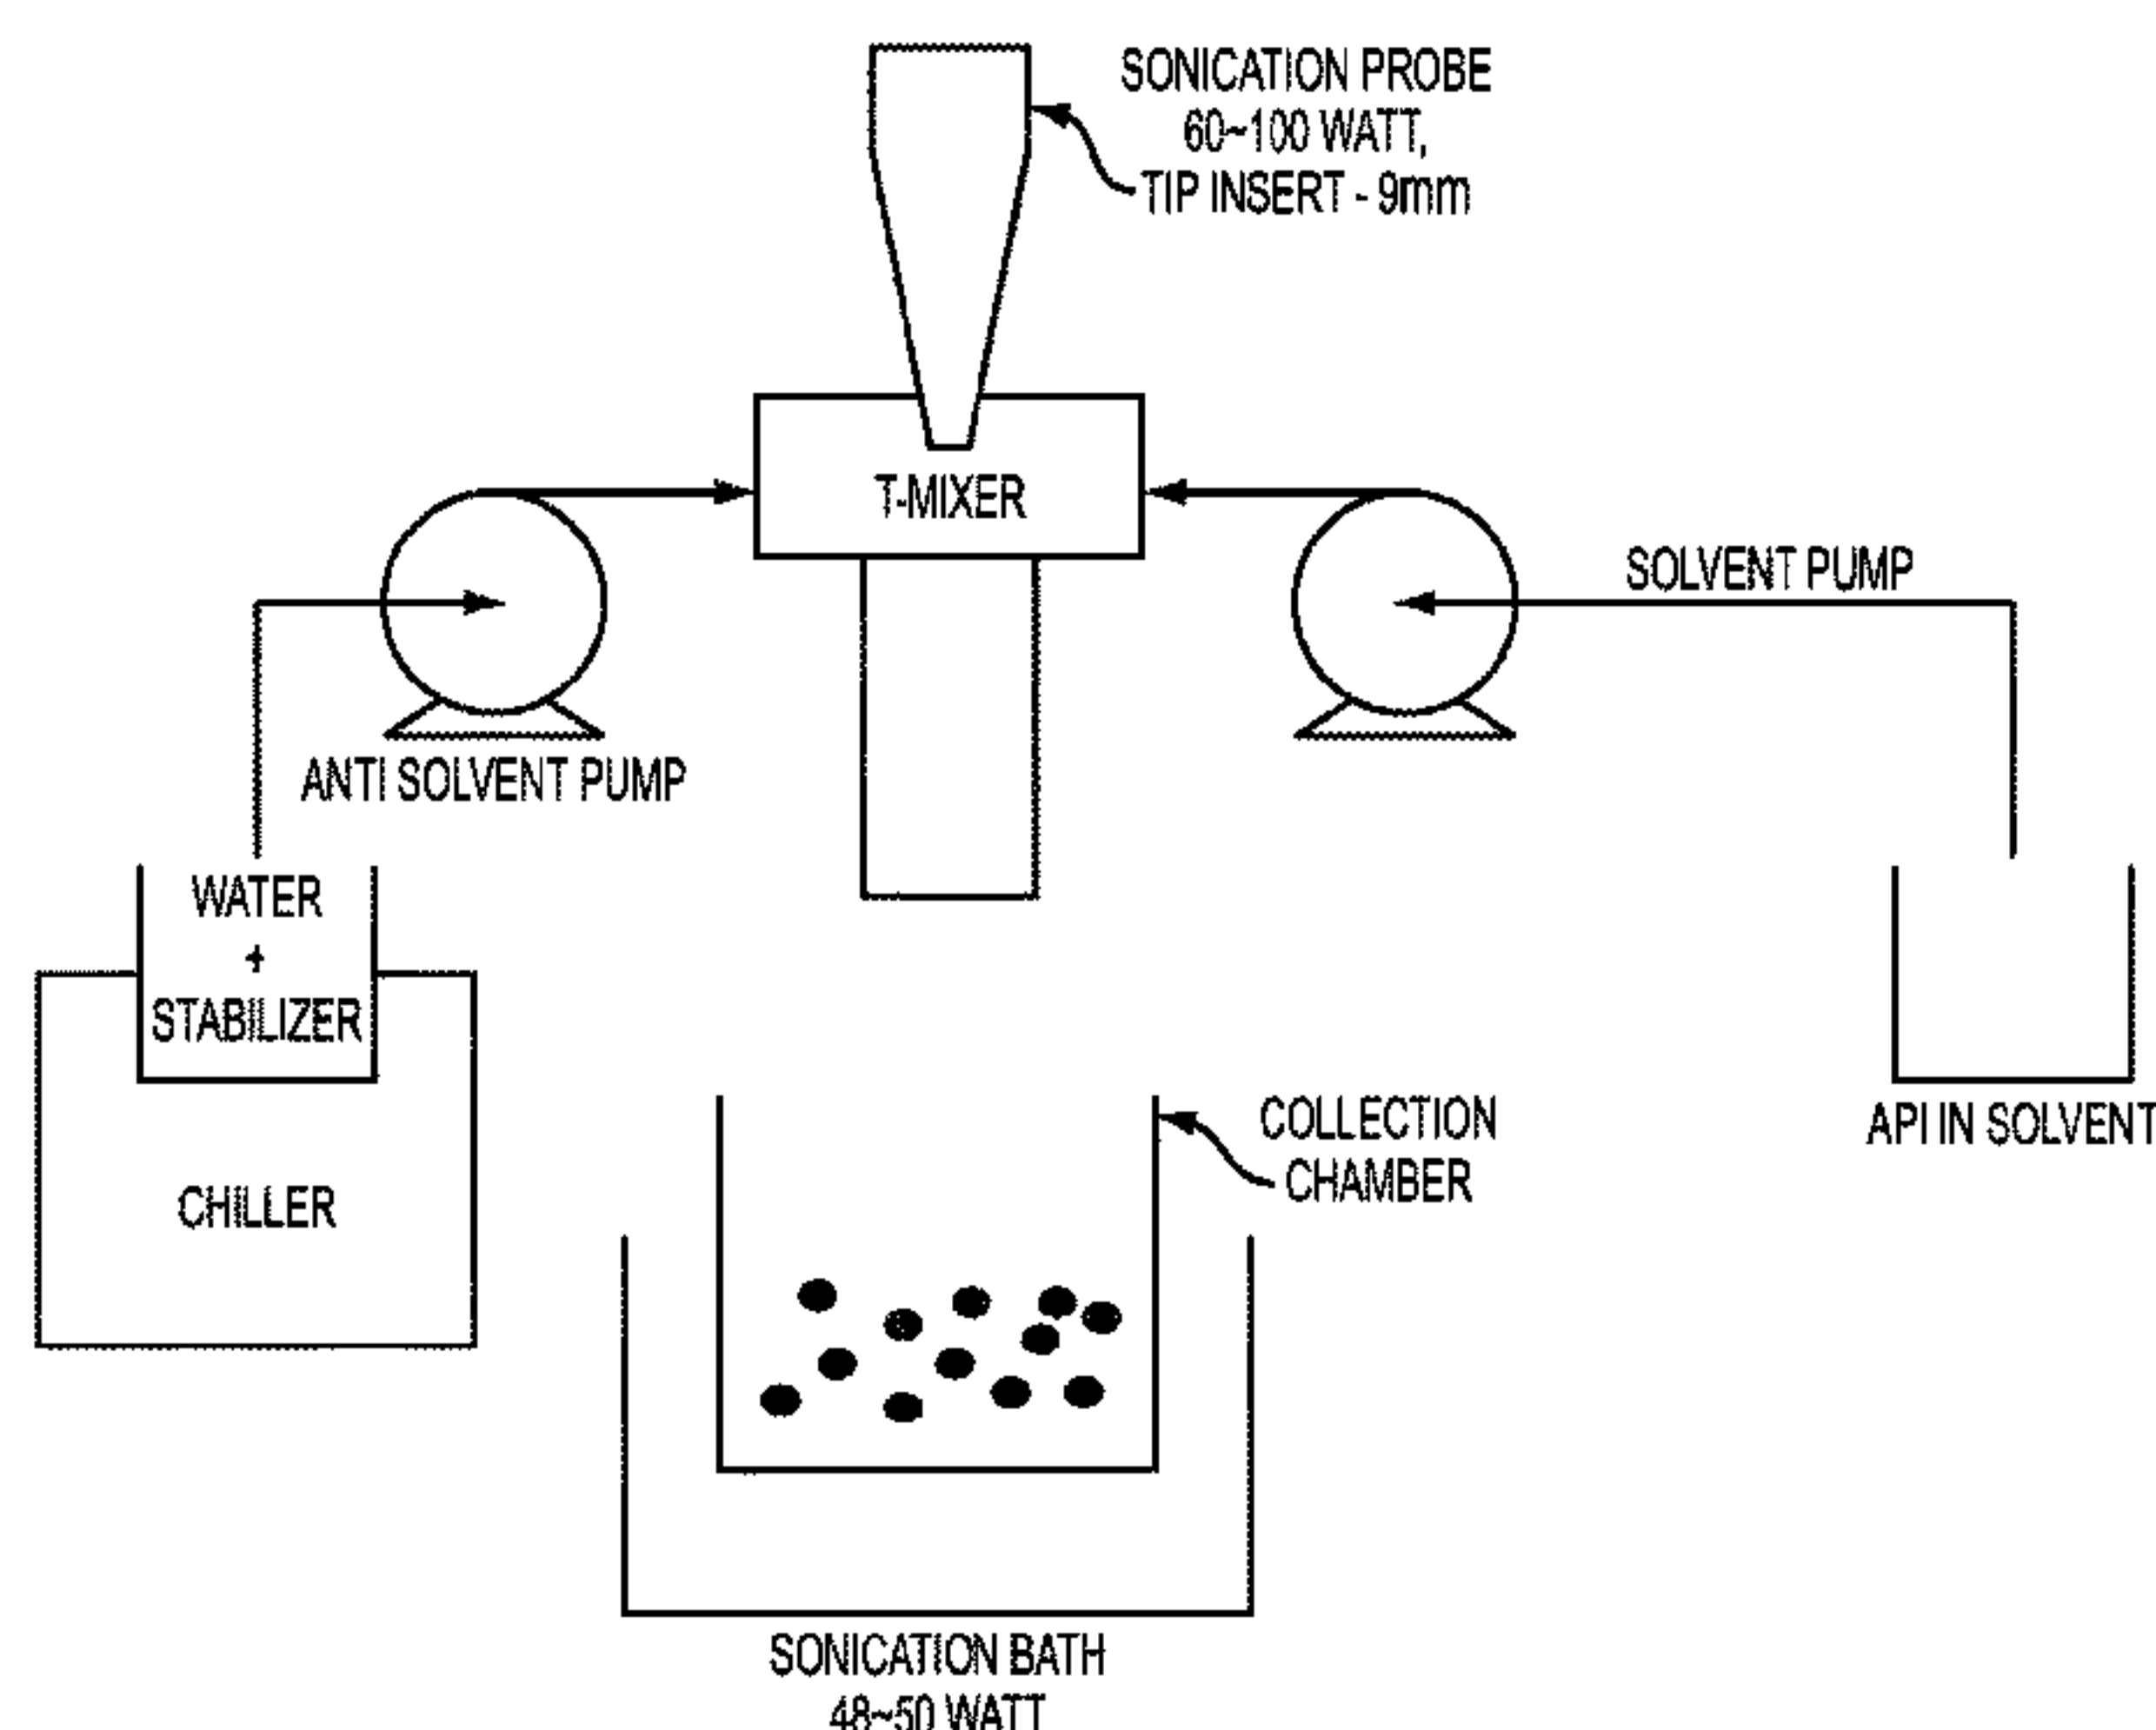 SONICATION PROBE
60~100 WATT,
TIP INSERT - 9mm
T-MIXER
SOLVENT PUMP
ANTI SOLVENT PUMP
WATER
+
STABILIZER
CHILLER
COLLECTION
CHAMBER
API IN SOLVENT
SONICATION BATH
48~50 WATT